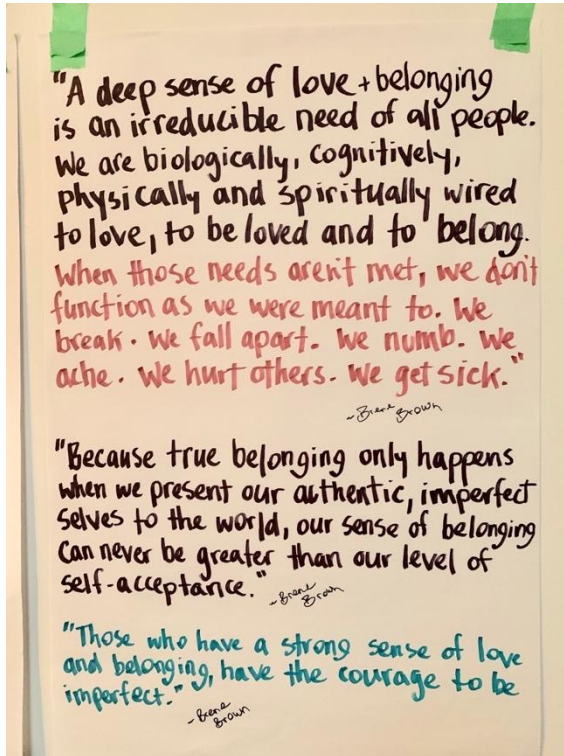 "A deep sense of love + belonging
is an irreducible need of all people.
We are biologically, cognitively,
physically and spiritually wired
to love, to be loved and to belong.
When those needs aren't met, we don't
function as we were meant to. We
break. We fall apart. We numb. We
ache. We hurt others. We get sick."
~Brene Brown
"Because true belonging only happens
when we present our authentic, imperfect
selves to the world, our sense of belonging
can never be greater than our level of
self-acceptance."
~Brene
Brown
"Those who have a strong sense of love
and belonging, have the courage to be
imperfect."
~Brene
Brown